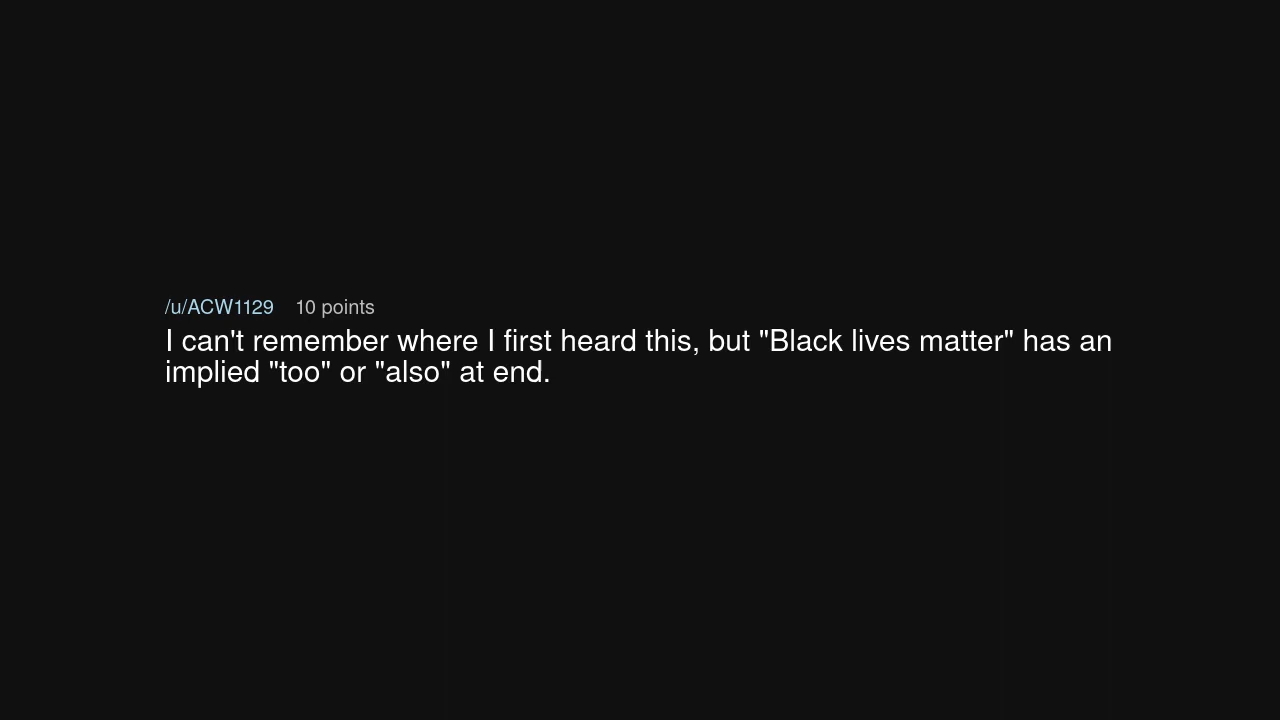 /u/ACW1129 10 points
I can't remember where I first heard this, but "Black lives matter" has an
implied "too" or "also" at end.